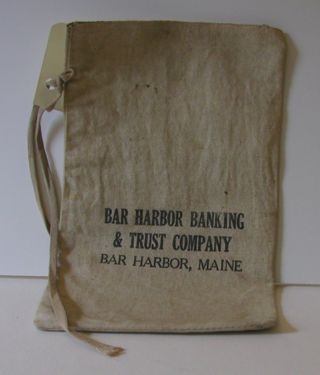 BAR HARBOR BANKING
& TRUST COMPANY
BAR HARBOR, MAINE